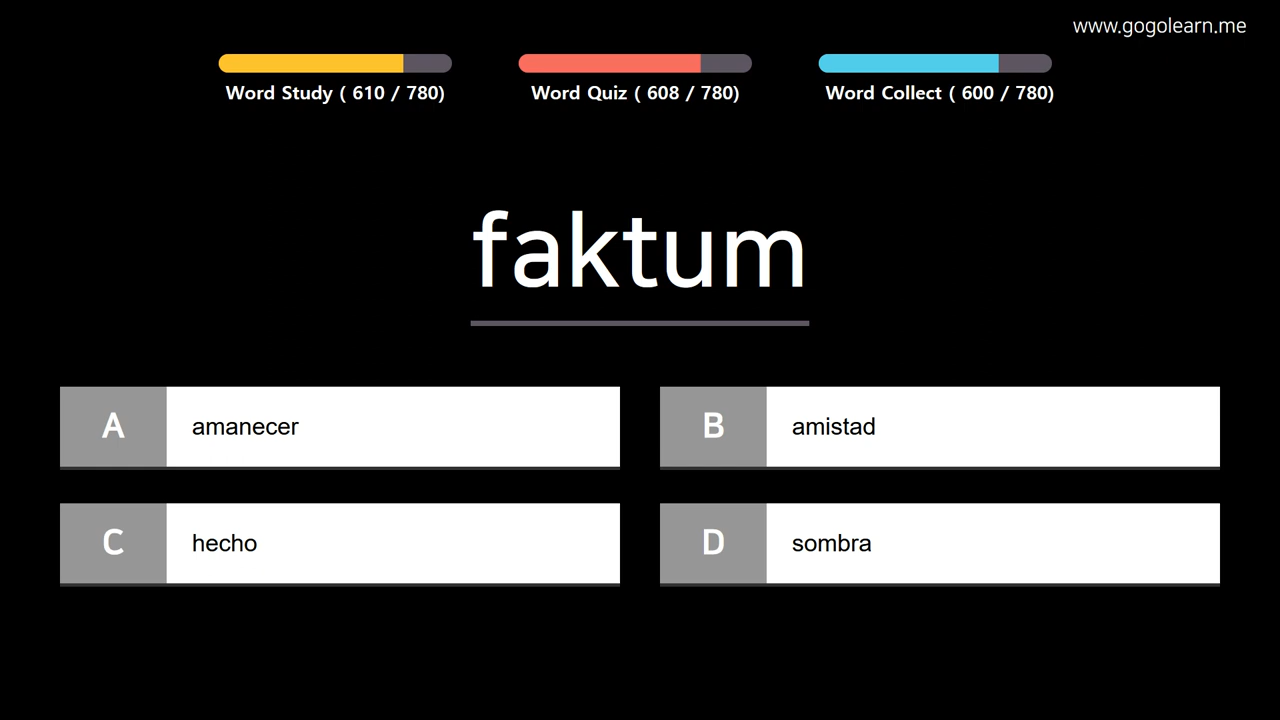 www.gogolearn.me
Word Study ( 610 / 780)
Word Quiz ( 608 / 780)
Word Collect ( 600 / 780)
faktum
A amanecer
B amistad
C hecho
D sombra